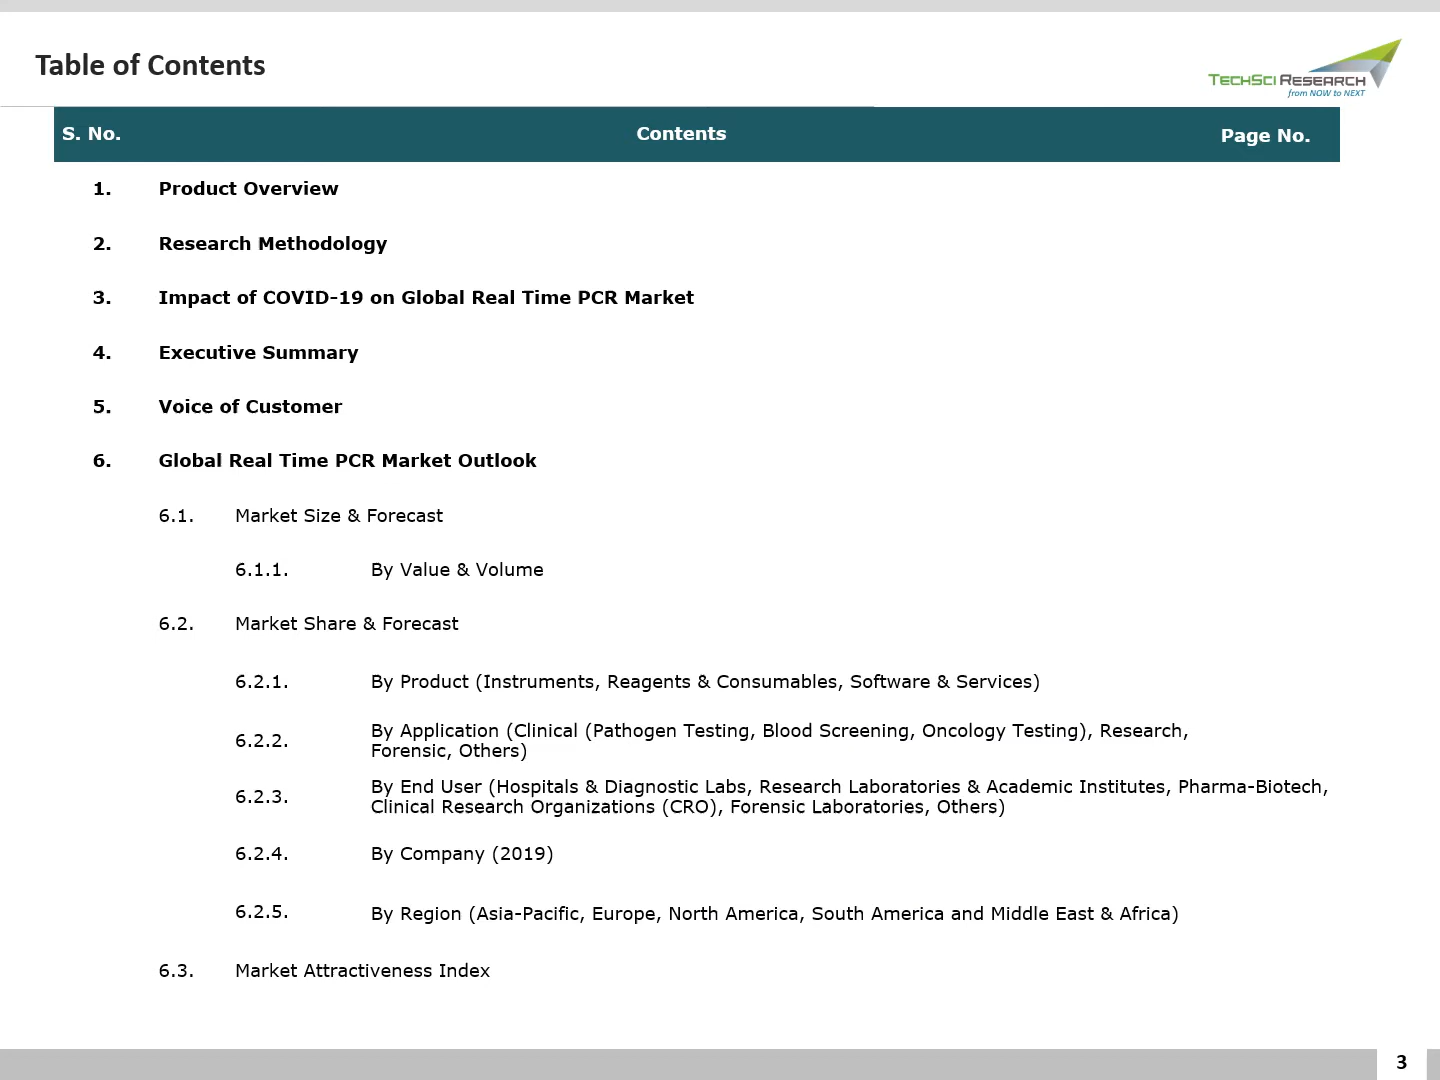 Table of Contents
TechSci Research
from NOW to NEXT
S. No. Contents Page No.
1. Product Overview
2. Research Methodology
3. Impact of COVID-19 on Global Real Time PCR Market
4. Executive Summary
5. Voice of Customer
6. Global Real Time PCR Market Outlook
6.1. Market Size & Forecast
6.1.1. By Value & Volume
6.2. Market Share & Forecast
6.2.1. By Product (Instruments, Reagents & Consumables, Software & Services)
6.2.2. By Application (Clinical (Pathogen Testing, Blood Screening, Oncology Testing), Research,
Forensic, Others)
6.2.3. By End User (Hospitals & Diagnostic Labs, Research Laboratories & Academic Institutes, Pharma-Biotech,
Clinical Research Organizations (CRO), Forensic Laboratories, Others)
6.2.4. By Company (2019)
6.2.5. By Region (Asia-Pacific, Europe, North America, South America and Middle East & Africa)
6.3. Market Attractiveness Index
3